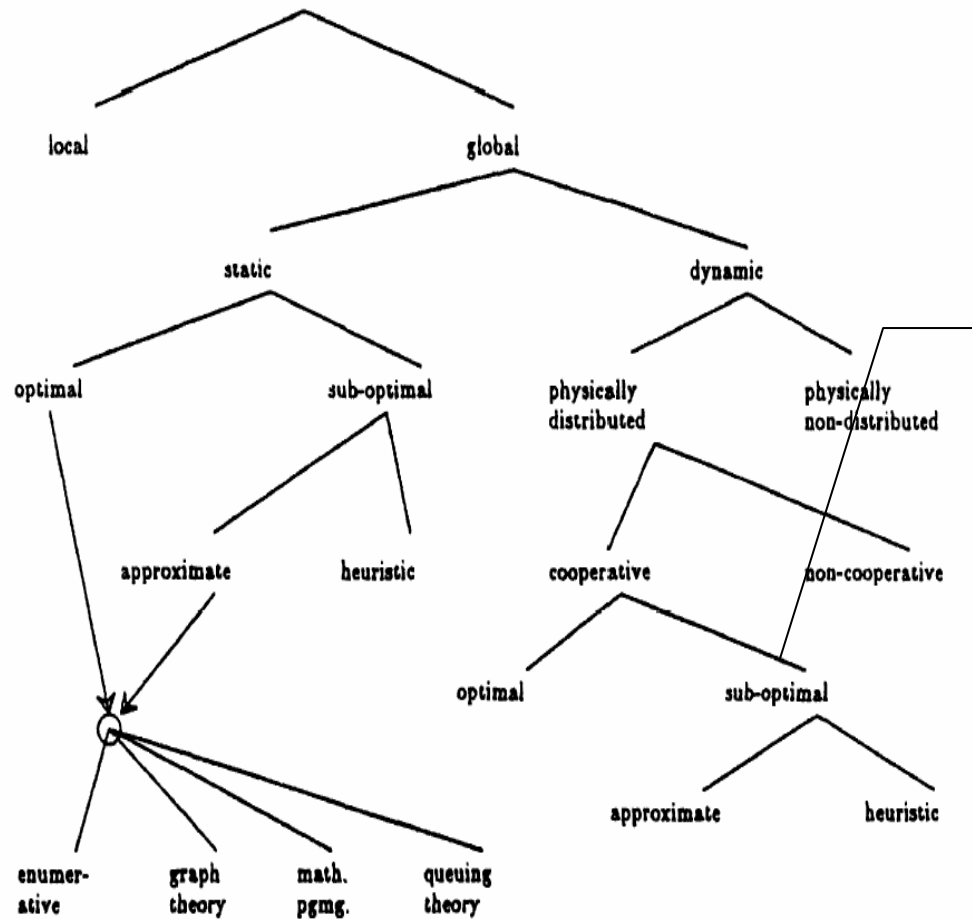 local
global
static
dynamic
optimal
sub-optimal
physically
distributed
physically
non-distributed
approximate
heuristic
cooperative
non-cooperative
optimal
sub-optimal
approximate
heuristic
enumer-
ative
graph
theory
math.
pgmg.
queuing
theory